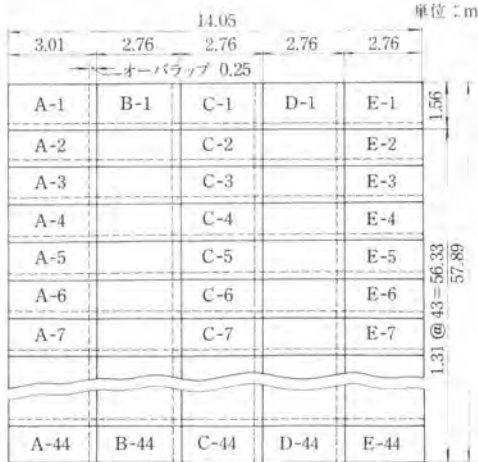 単位：m
14.05
3.01 2.76 2.76 2.76 2.76
オーバラップ 0.25
A-1 B-1 C-1 D-1 E-1
1.56
A-2 C-2 E-2
A-3 C-3 E-3
A-4 C-4 E-4
A-5 C-5 E-5
A-6 C-6 E-6
A-7 C-7 E-7
1.31@43=56.33
57.89
A-44 B-44 C-44 D-44 E-44